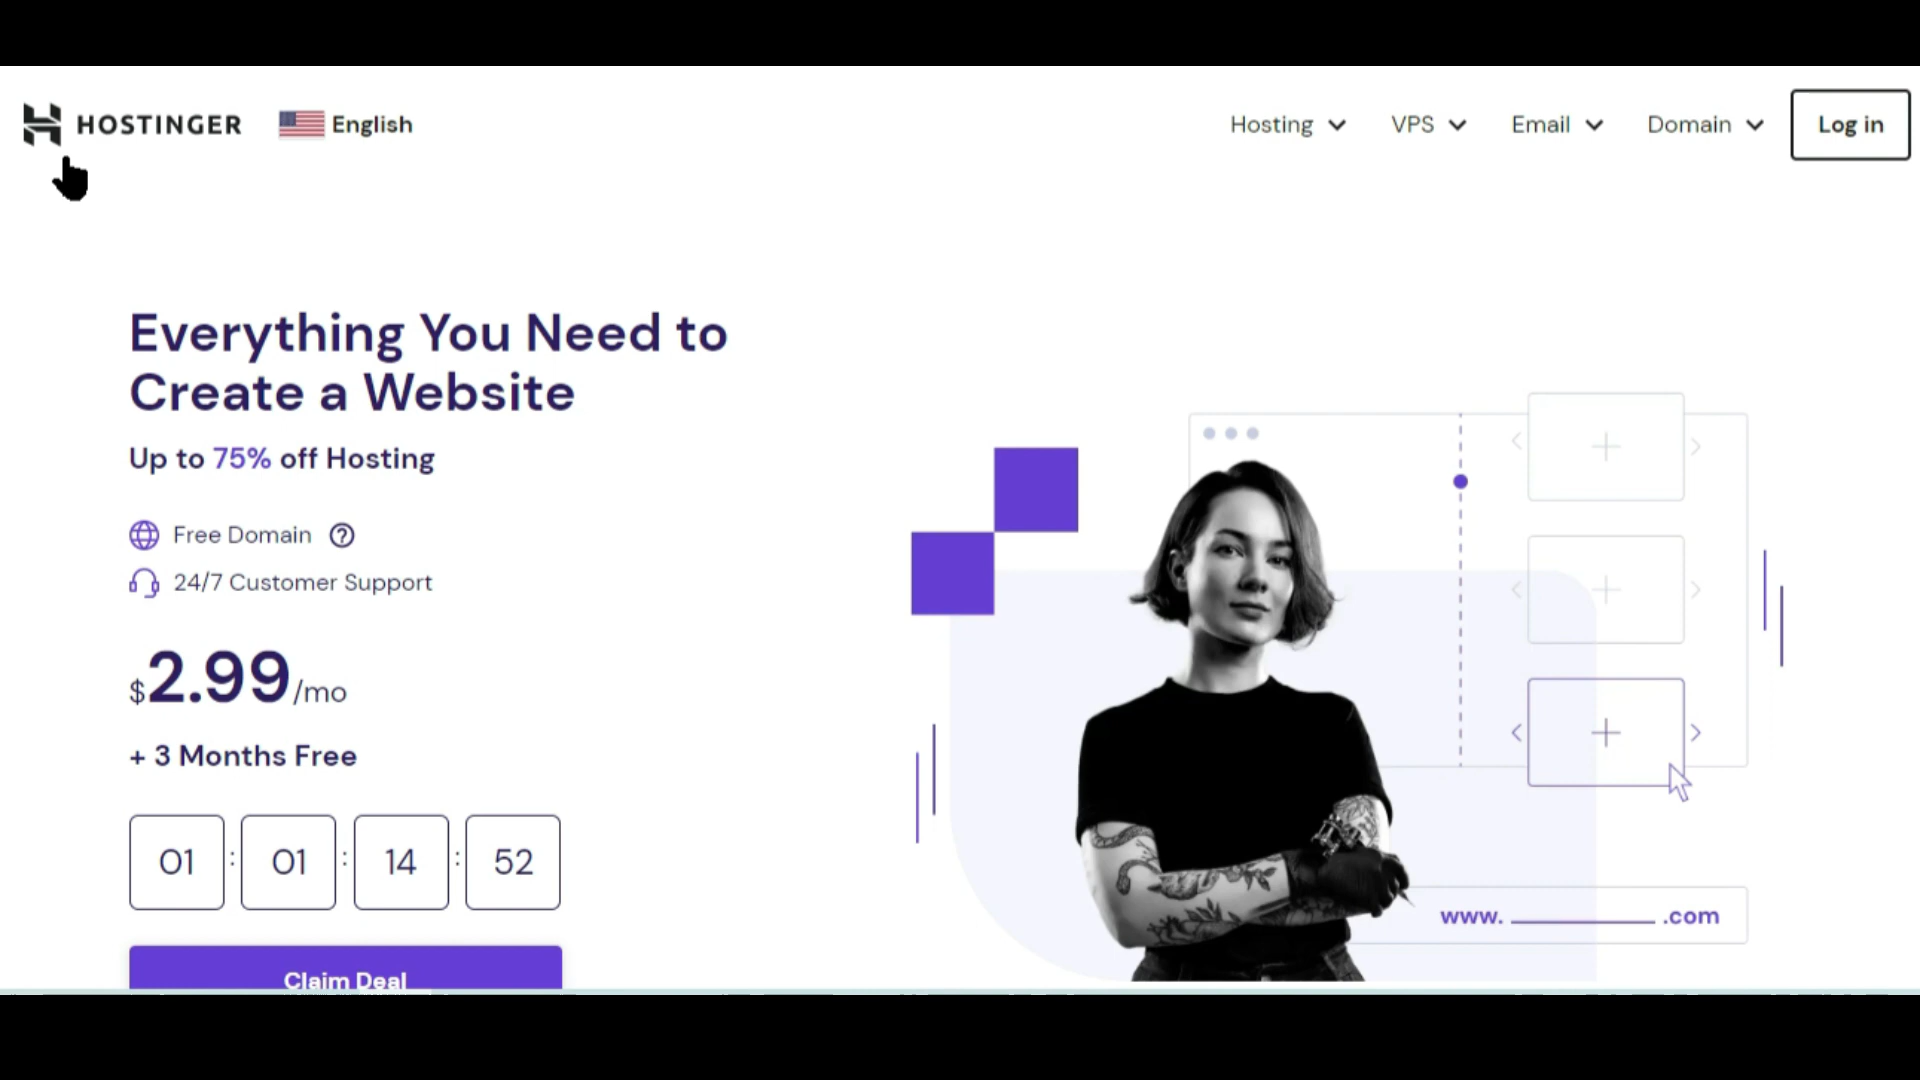 HOSTINGER English Hosting VPS Email Domain Log in
Everything You Need to
Create a Website
Up to 75% off Hosting
Free Domain ?
24/7 Customer Support
$2.99/mo
+ 3 Months Free
01 : 01 : 14 : 52
www. ________ .com
Claim Deal